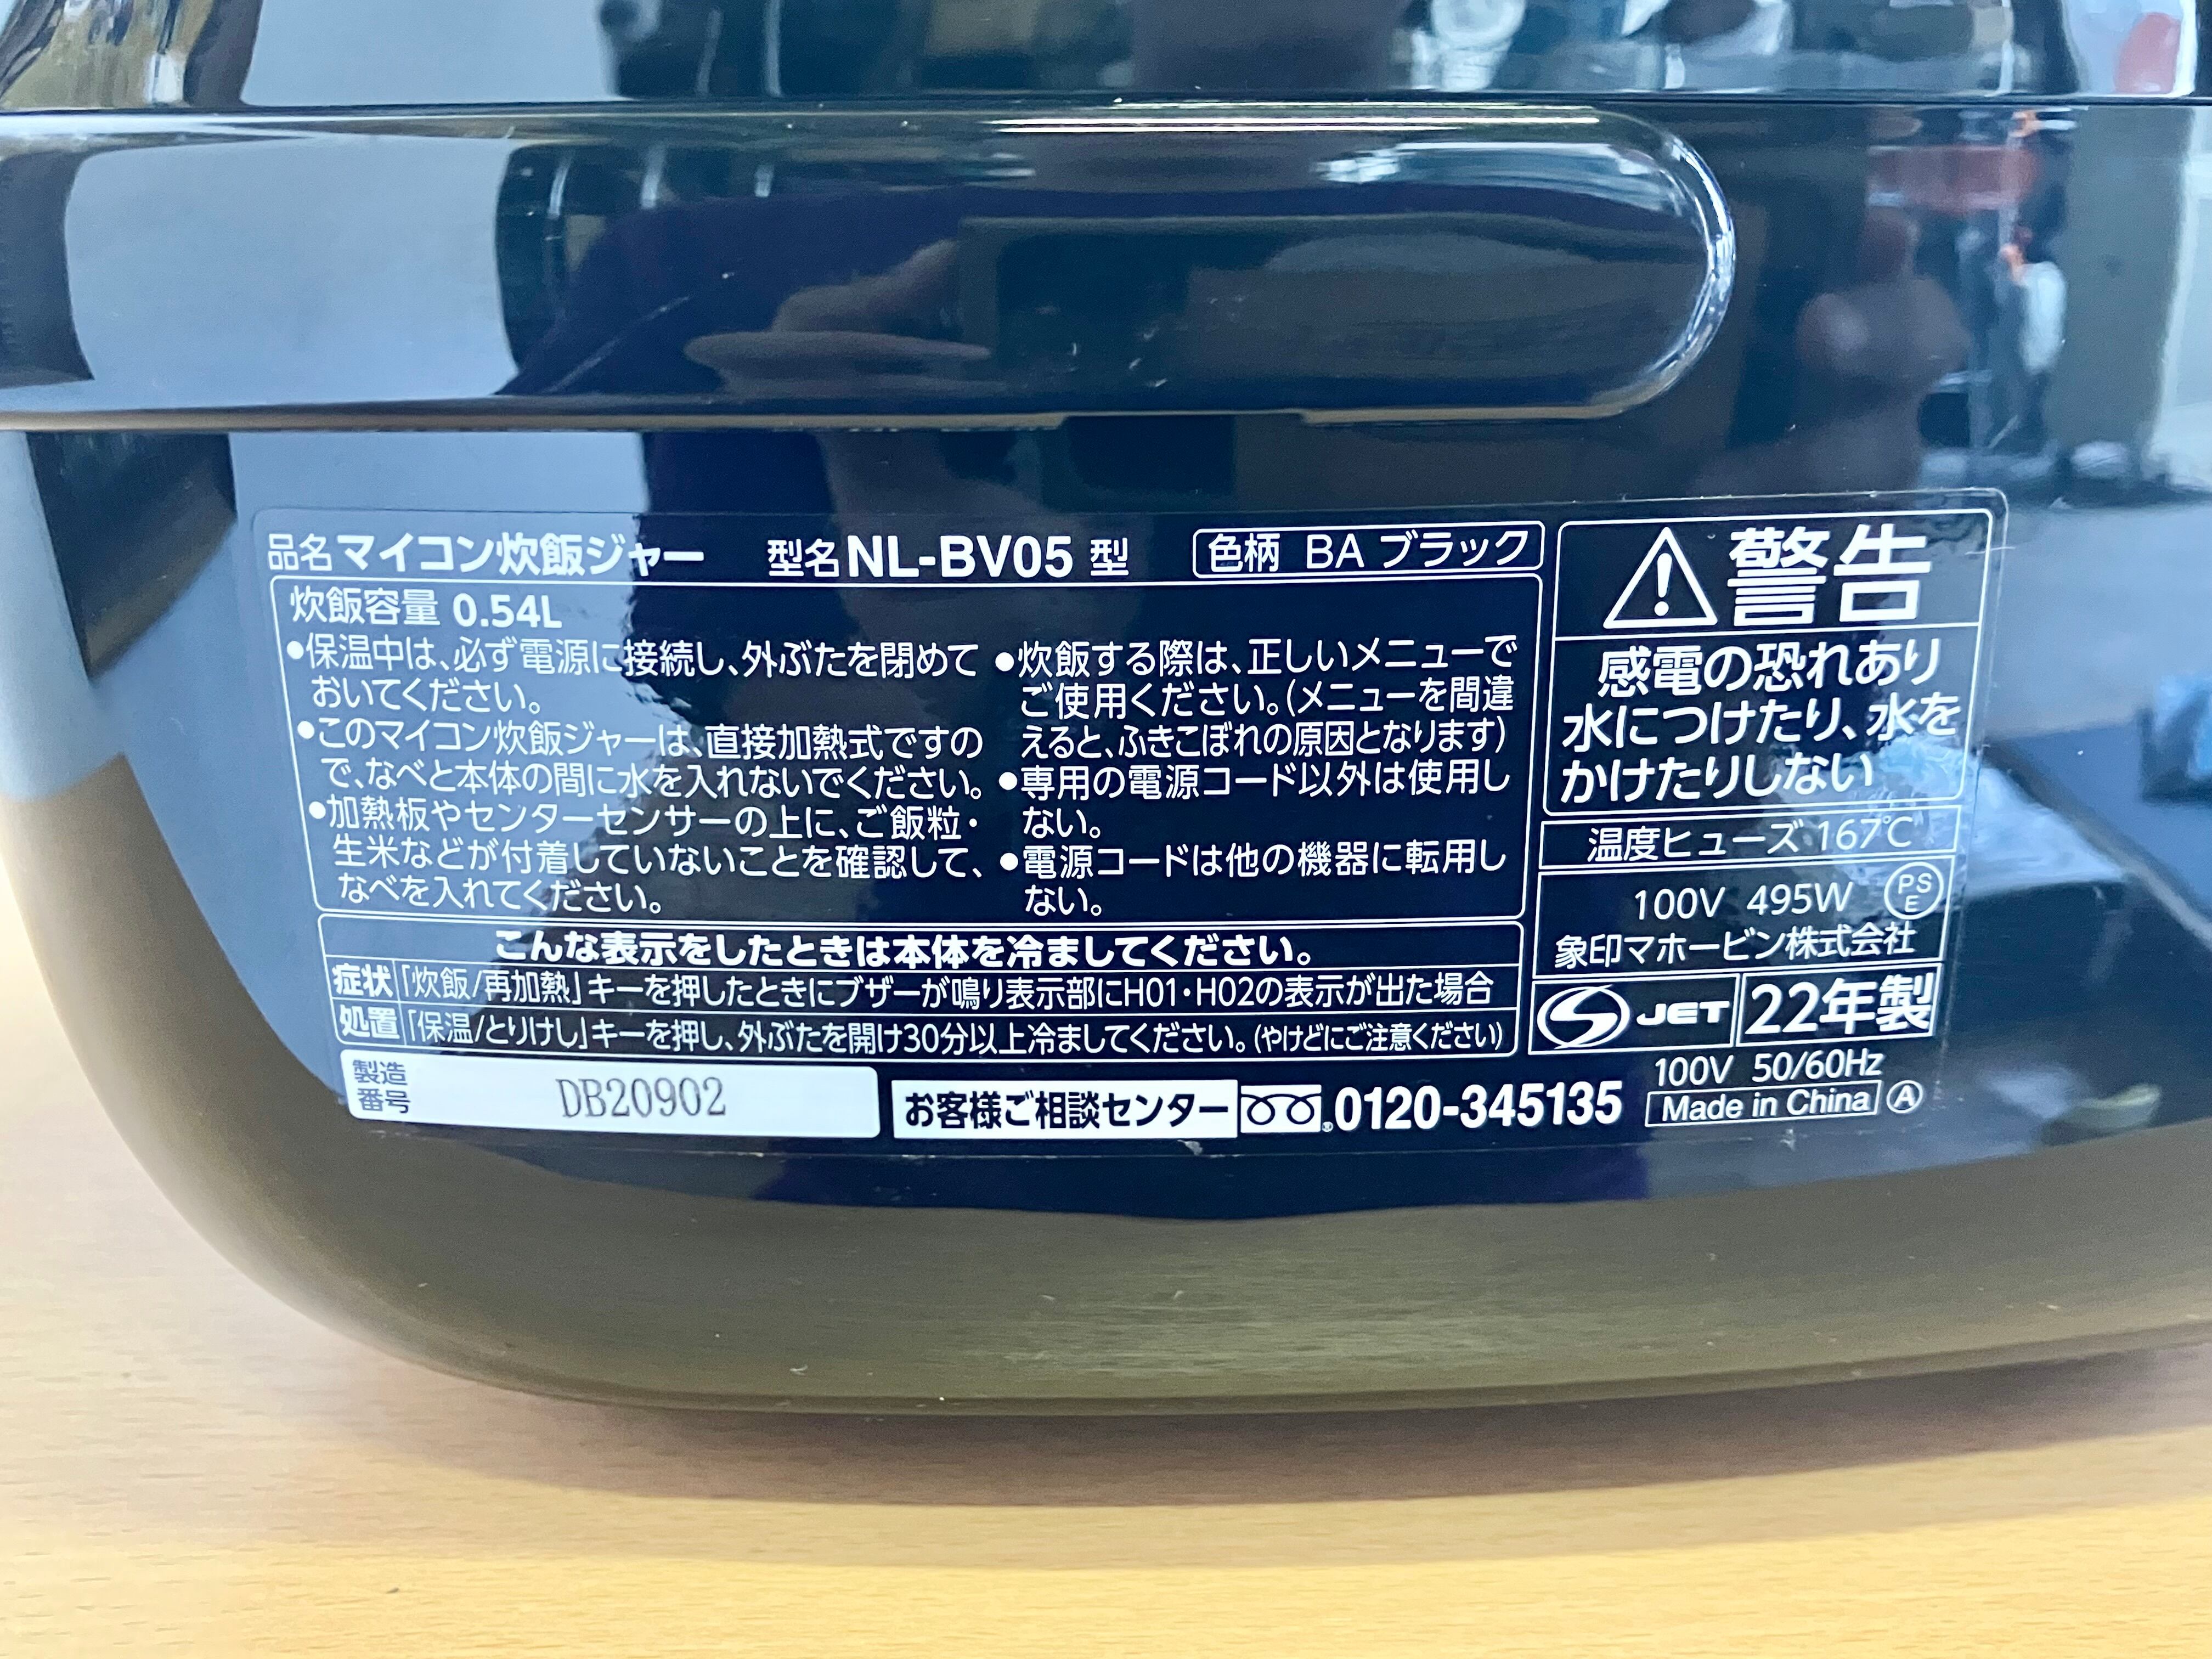 品名 マイコン炊飯ジャー 型名 NL-BV05 型 色柄 BA ブラック
炊飯容量 0.54L
●保温中は、必ず電源に接続し、外ぶたを閉めて
おいてください。
●このマイコン炊飯ジャーは、直接加熱式ですの
で、なべと本体の間に水を入れないでください。
●加熱板やセンターセンサーの上に、ご飯粒・
生米などが付着していないことを確認して、
なべを入れてください。
●炊飯する際は、正しいメニューで
ご使用ください。(メニューを間違
えると、ふきこぼれの原因となります)
●専用の電源コード以外は使用し
ない。
●電源コードは他の機器に転用し
ない。
こんな表示をしたときは本体を冷ましてください。
症状 「炊飯/再加熱」キーを押したときにブザーが鳴り表示部にH01・H02の表示が出た場合
処置 「保温/とりけし」キーを押し、外ぶたを開け30分以上冷ましてください。(やけどにご注意ください)
製造
番号
DB20902
お客様ご相談センター 0120-345135
警告
感電の恐れあり
水につけたり、水を
かけたりしない
温度ヒューズ 167℃
100V 495W PSE
象印マホービン株式会社
S JET 22年製
100V 50/60Hz
Made in China A